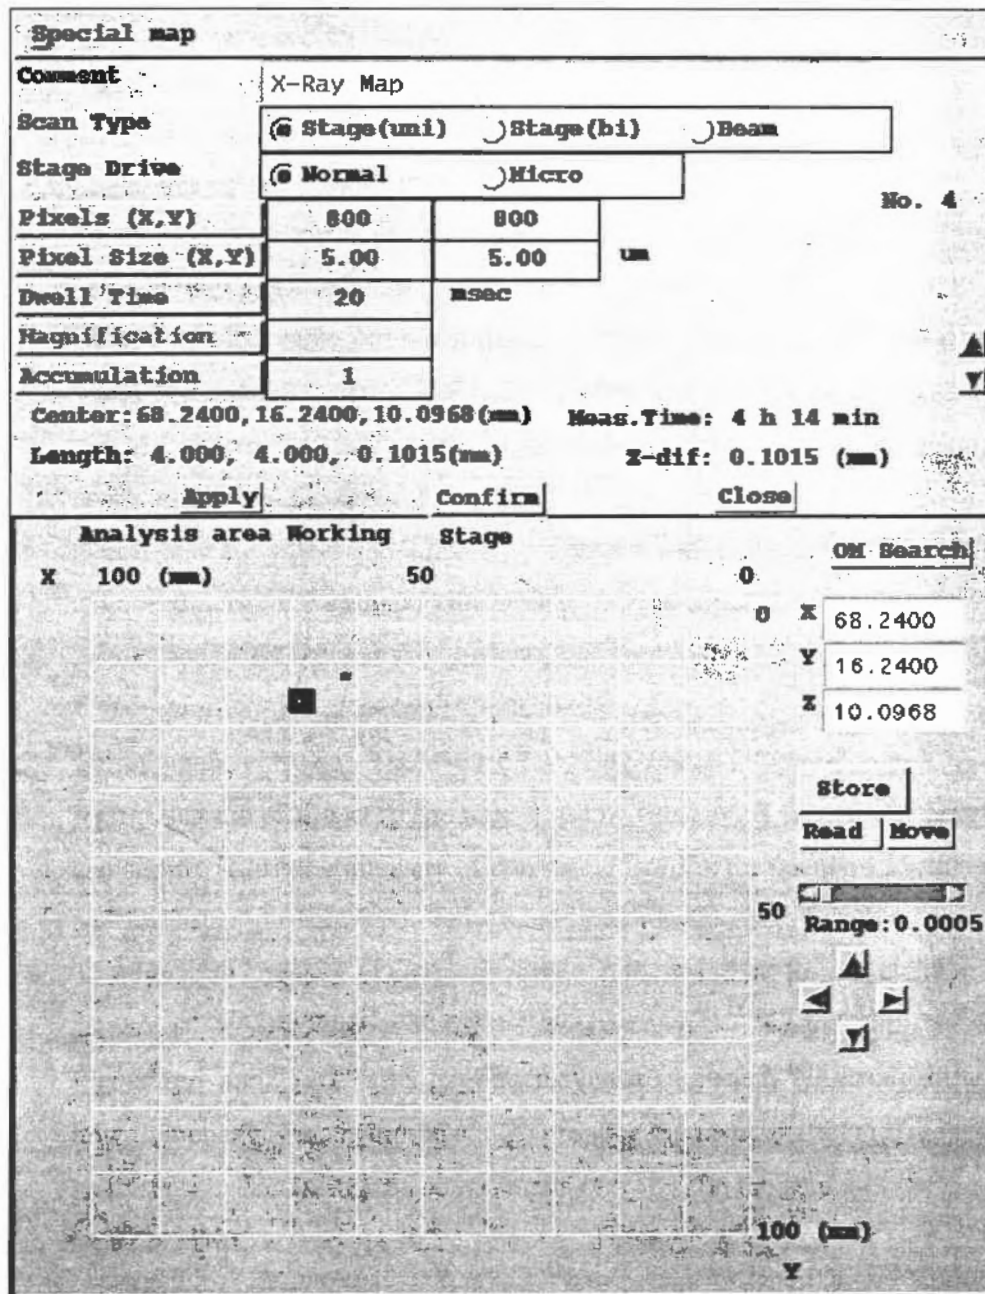 Special map
Comment X-Ray Map
Scan Type Stage(uni) Stage(bi) Beam
Stage Drive Normal Micro
No. 4
Pixels (X,Y) 800 800
Pixel Size (X,Y) 5.00 5.00 um
Dwell Time 20 msec
Magnification
Accumulation 1
Center: 68.2400, 16.2400, 10.0968(mm) Meas.Time: 4 h 14 min
Length: 4.000, 4.000, 0.1015(mm) Z-dif: 0.1015 (mm)
Apply Confirm Close
Analysis area Working Stage
OM Search
X 100 (mm) 50 0
0 X 68.2400
Y 16.2400
Z 10.0968
Store
Read Move
50
Range:0.0005
100 (mm)
Y